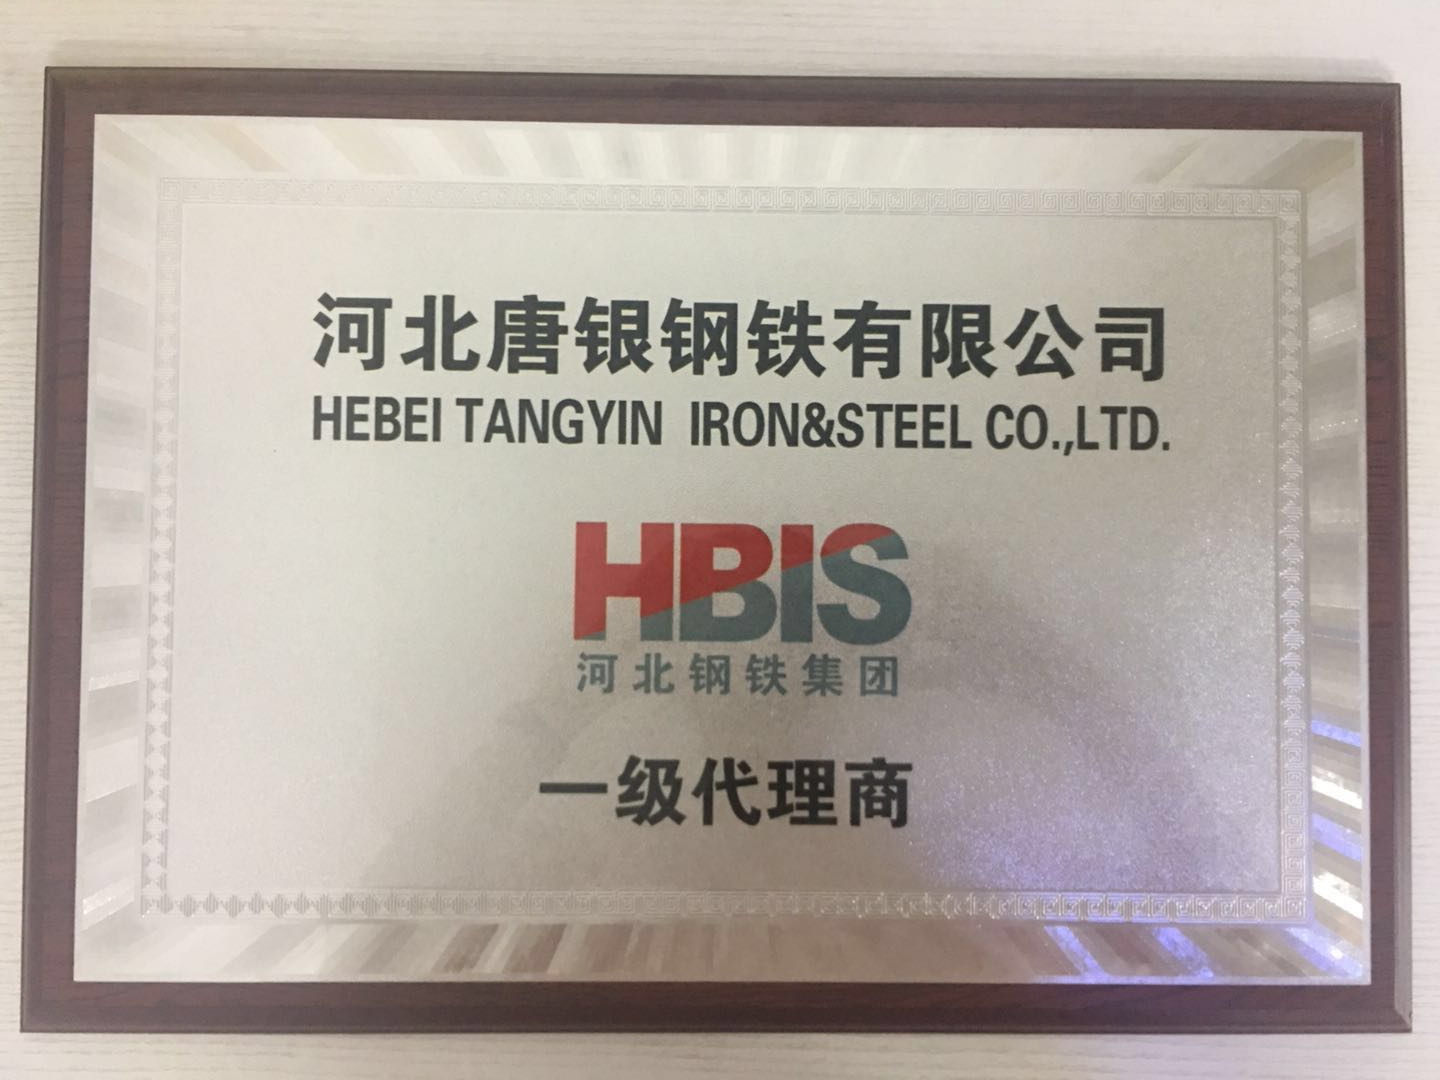 河北唐银钢铁有限公司
HEBEI TANGYIN IRON&STEEL CO.,LTD.
HBIS
河北钢铁集团
一级代理商